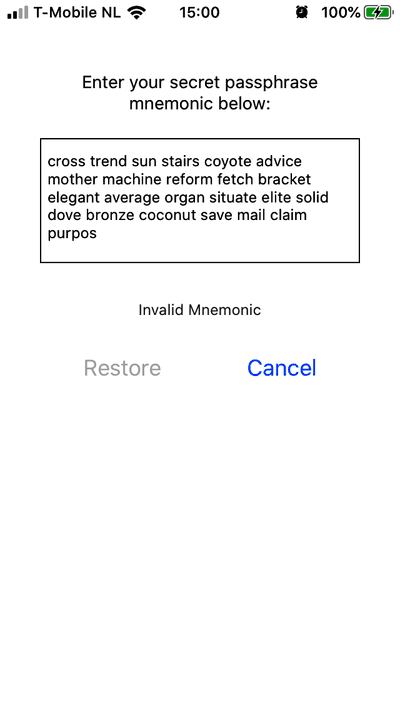 T-Mobile NL 15:00 100%
Enter your secret passphrase
mnemonic below:
cross trend sun stairs coyote advice
mother machine reform fetch bracket
elegant average organ situate elite solid
dove bronze coconut save mail claim
purpos
Invalid Mnemonic
Restore Cancel